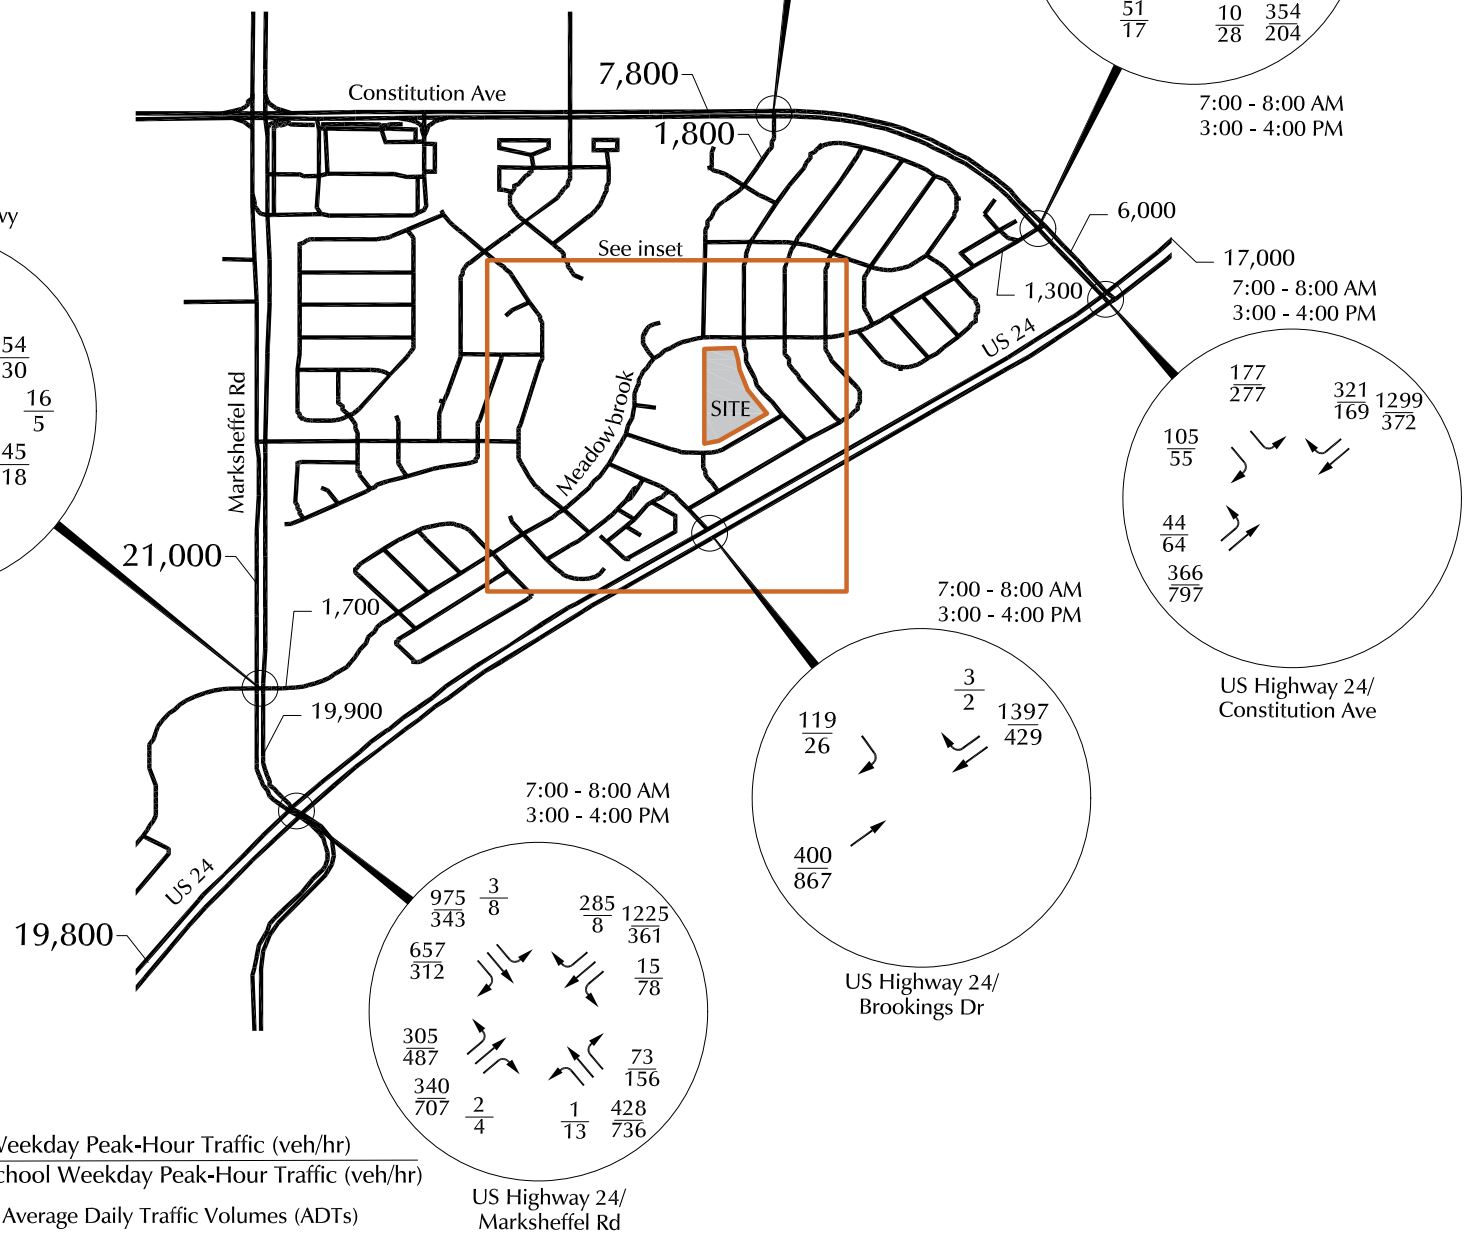 51
17
10
28
354
204
7:00 - 8:00 AM
3:00 - 4:00 PM
7,800
Constitution Ave
1,800
6,000
See inset
17,000
7:00 - 8:00 AM
3:00 - 4:00 PM
1,300
US 24
54
30
16
5
45
18
Marksheffel Rd
Meadowbrook
SITE
177
277
321
169
1299
372
105
55
44
64
366
797
US Highway 24/
Constitution Ave
21,000
1,700
19,900
7:00 - 8:00 AM
3:00 - 4:00 PM
3
2
119
26
1397
429
400
867
US Highway 24/
Brookings Dr
7:00 - 8:00 AM
3:00 - 4:00 PM
US 24
19,800
975
343
3
8
285
8
1225
361
657
312
15
78
305
487
73
156
340
707
2
4
1
13
428
736
US Highway 24/
Marksheffel Rd
Weekday Peak-Hour Traffic (veh/hr)
chool Weekday Peak-Hour Traffic (veh/hr)
Average Daily Traffic Volumes (ADTs)